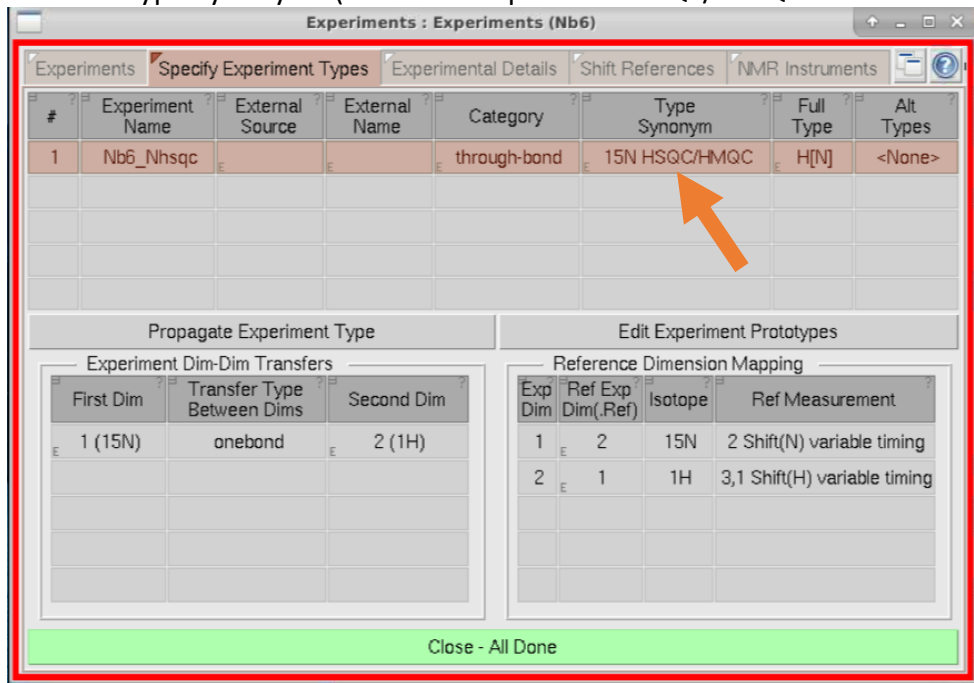 Experiments : Experiments (Nb6)
Experiments Specify Experiment Types Experimental Details Shift References NMR Instruments
# Experiment Name External Source External Name Category Type Synonym Full Type Alt Types
1 Nb6_Nhsqc through-bond 15N HSQC/HMQC H[N] <None>
Propagate Experiment Type Edit Experiment Prototypes
Experiment Dim-Dim Transfers
First Dim Transfer Type Between Dims Second Dim
1 (15N) onebond 2 (1H)
Reference Dimension Mapping
Exp Dim Ref Exp Dim(.Ref) Isotope Ref Measurement
1 2 15N 2 Shift(N) variable timing
2 1 1H 3,1 Shift(H) variable timing
Close - All Done